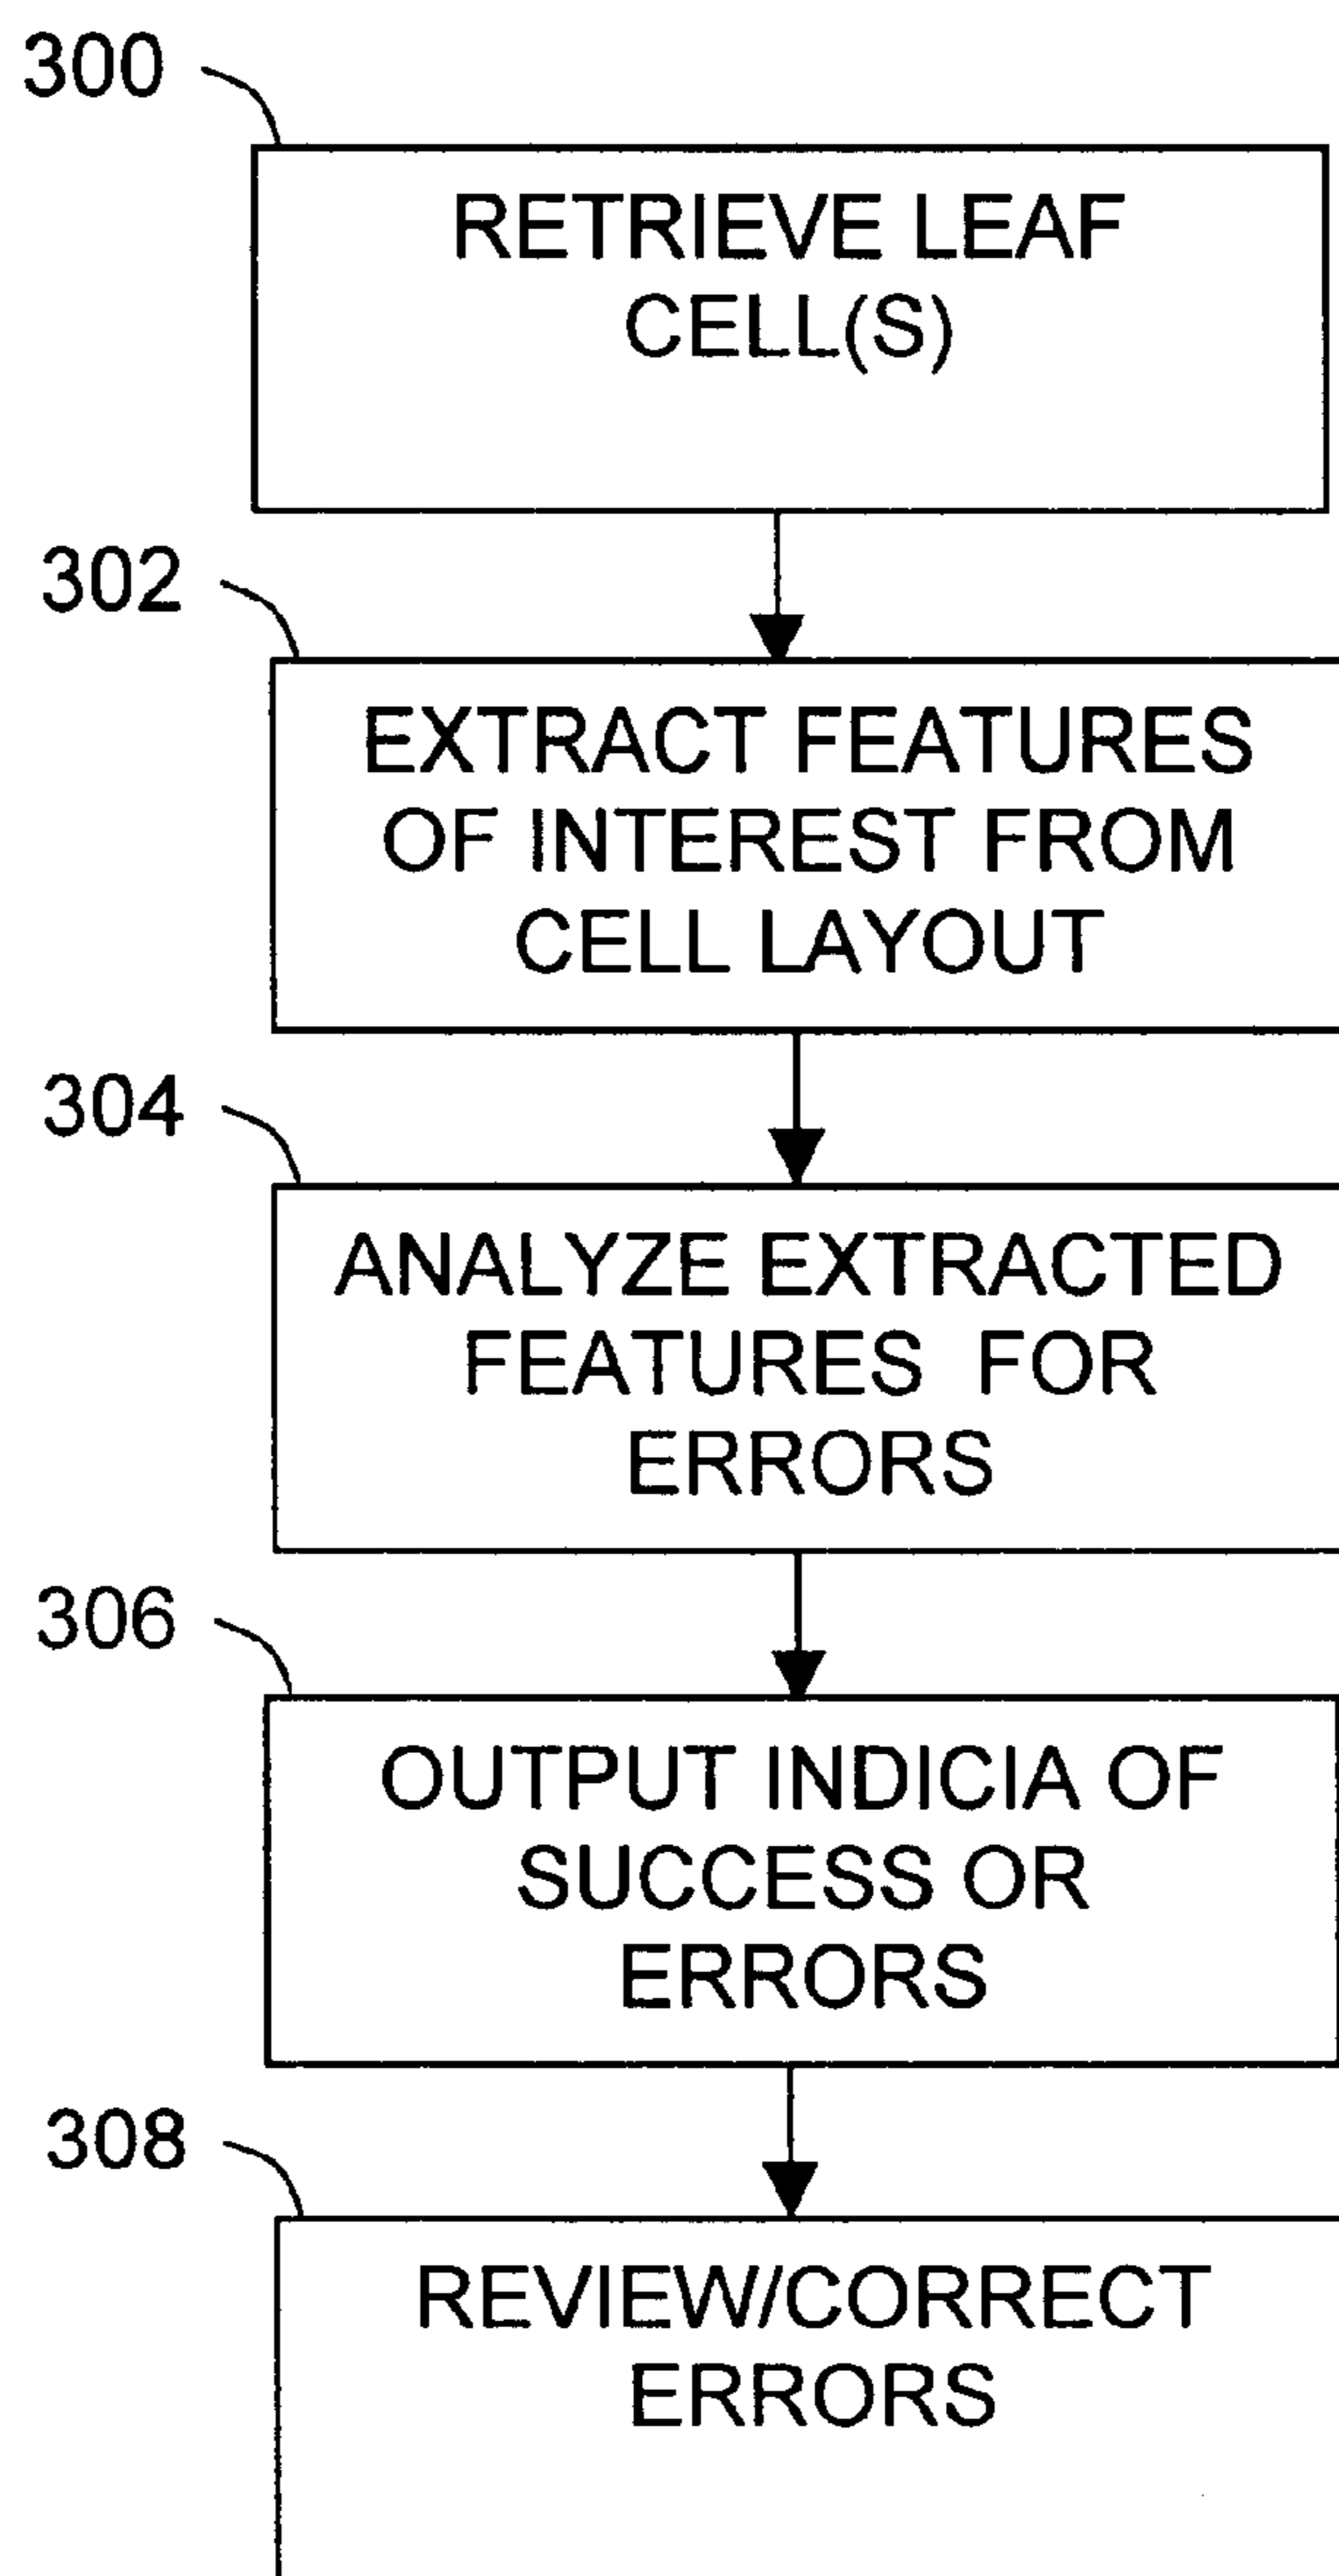 300
RETRIEVE LEAF
CELL(S)
302
EXTRACT FEATURES
OF INTEREST FROM
CELL LAYOUT
304
ANALYZE EXTRACTED
FEATURES FOR
ERRORS
306
OUTPUT INDICIA OF
SUCCESS OR
ERRORS
308
REVIEW/CORRECT
ERRORS